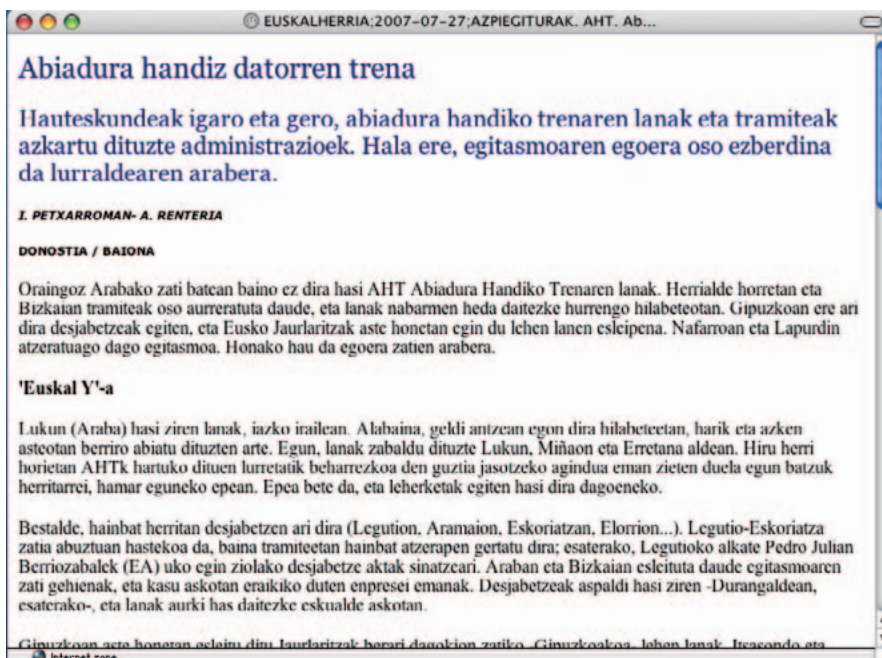 EUSKALHERRIA;2007-07-27;AZPIEGITURAK. AHT. Ab...
Abiadura handiz datorren trena
Hauteskundeak igaro eta gero, abiadura handiko trenaren lanak eta tramiteak
azkartu dituzte administrazioek. Hala ere, egitasmoaren egoera oso ezberdina
da lurraldearen arabera.
I. PETXARROMAN- A. RENTERIA
DONOSTIA / BAIONA
Oraingoz Arabako zati batean baino ez dira hasi AHT Abiadura Handiko Trenaren lanak. Herrialde horretan eta
Bizkaian tramiteak oso aurreratuta daude, eta lanak nabarmen heda daitezke hurrengo hilabeteotan. Gipuzkoan ere ari
dira desjabetzeak egiten, eta Eusko Jaurlaritzak aste honetan egin du lehen lanen esleipena. Nafarroan eta Lapurdin
atzeratuago dago egitasmoa. Honako hau da egoera zatien arabera.
'Euskal Y'-a
Lukun (Araba) hasi ziren lanak, iazko irailean. Alabaina, geldi antzean egon dira hilabeteetan, harik eta azken
asteotan berriro abiatu dituzten arte. Egun, lanak zabaldu dituzte Lukun, Miñaon eta Erretana aldean. Hiru herri
horietan AHTk hartuko dituen lurretatik beharrezkoa den guztia jasotzeko agindua eman zieten duela egun batzuk
herritarrei, hamar eguneko epean. Epea bete da, eta leherketak egiten hasi dira dagoeneko.
Bestalde, hainbat herritan desjabetzen ari dira (Legution, Aramaion, Eskoriatzan, Elorrion...). Legutio-Eskoriatza
zatia abuztuan hastekoa da, baina tramiteetan hainbat atzerapen gertatu dira; esaterako, Legutioko alkate Pedro Julian
Berriozabalek (EA) uko egin ziolako desjabetze aktak sinatzeari. Araban eta Bizkaian esleituta daude egitasmoaren
zati gehienak, eta kasu askotan eraikiko duten enpresei emanak. Desjabetzeak aspaldi hasi ziren -Durangaldean,
esaterako-, eta lanak aurki has daitezke eskualde askotan.
Gipuzkoan aste honetan esleitu ditu Jaurlaritzak berari dagokion zatiko -Gipuzkoakoa- lehen lanak. Itsasondo eta
Internet zone